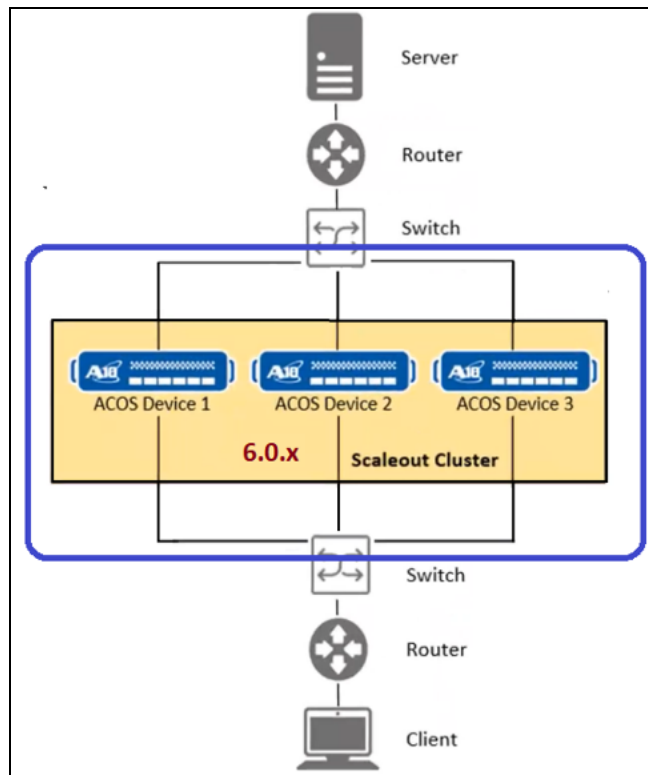 Server
Router
Switch
A10 A10 A10
ACOS Device 1 ACOS Device 2 ACOS Device 3
6.0.x Scaleout Cluster
Switch
Router
Client